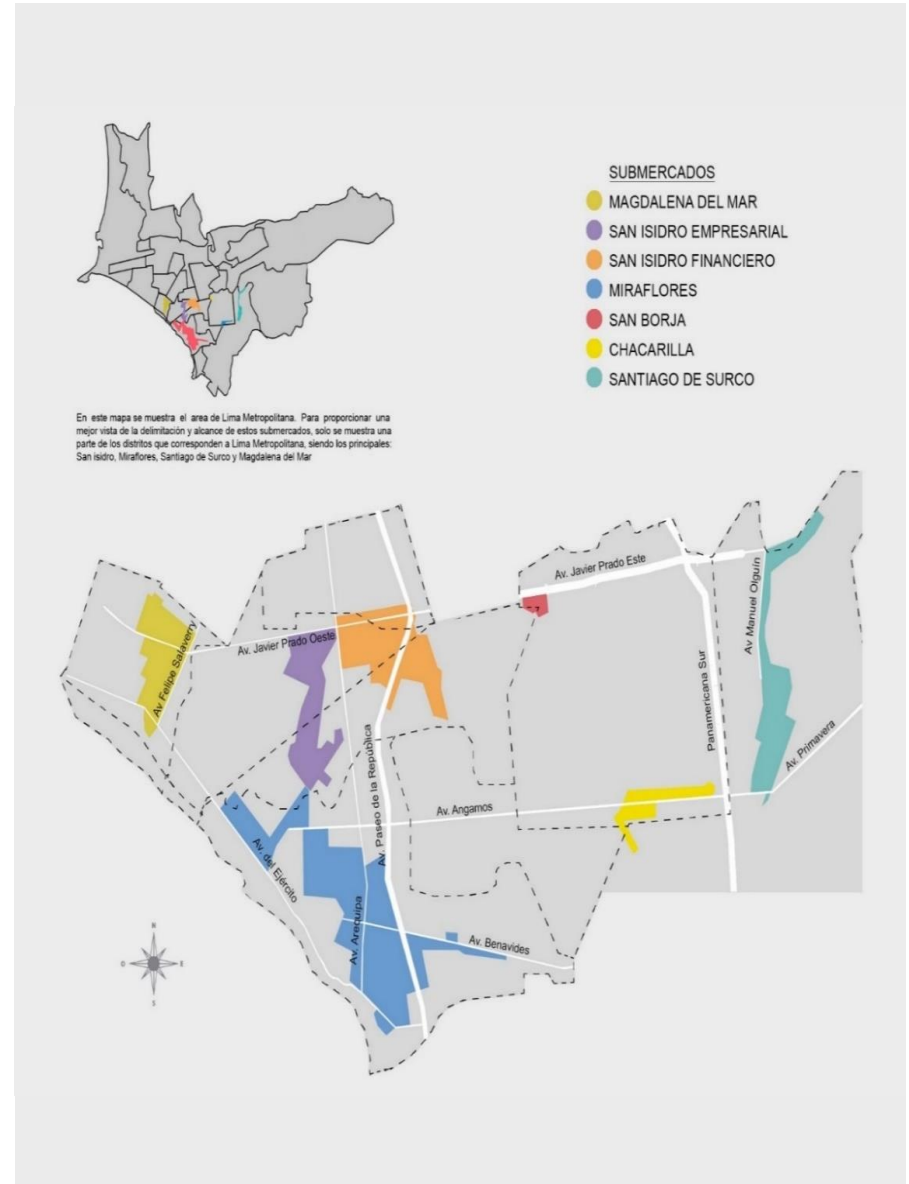 SUBMERCADOS
MAGDALENA DEL MAR
SAN ISIDRO EMPRESARIAL
SAN ISIDRO FINANCIERO
MIRAFLORES
SAN BORJA
CHACARILLA
SANTIAGO DE SURCO
En este mapa se muestra el area de Lima Metropolitana. Para proporcionar una
mejor vista de la delimitación y alcance de estos submercados, solo se muestra una
parte de los distritos que corresponden a Lima Metropolitana, siendo los principales:
San isidro, Miraflores, Santiago de Surco y Magdalena del Mar
Av. Javier Prado Este
Av Manuel Olguín
Av. Javier Prado Oeste
Av Felipe Salaverry
Panamericana Sur
Av. Primavera
Av. Paseo de la República
Av. Angamos
Av. del Ejército
Av. Arequipa
Av. Benavides
N
O
E
S